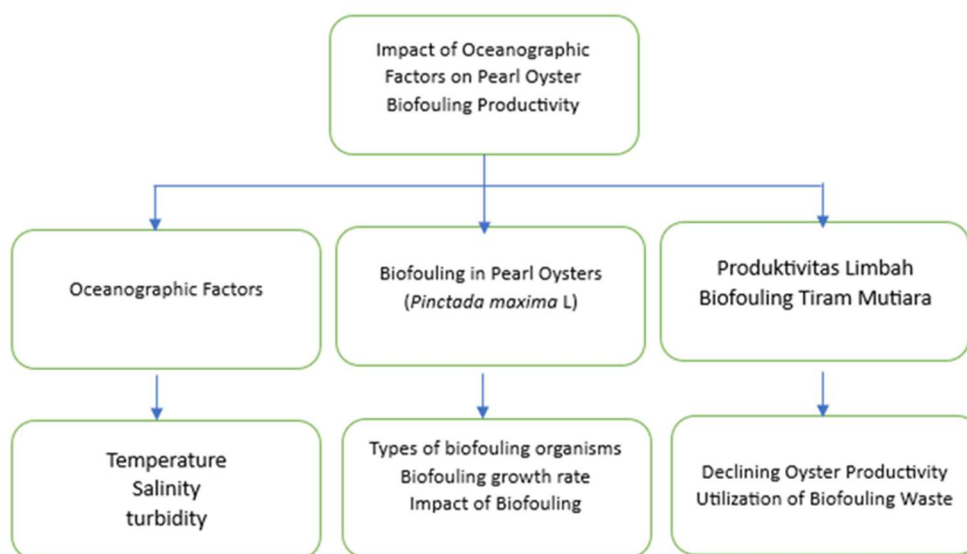 Impact of Oceanographic
Factors on Pearl Oyster
Biofouling Productivity
Oceanographic Factors
Biofouling in Pearl Oysters
(Pinctada maxima L)
Produktivitas Limbah
Biofouling Tiram Mutiara
Temperature
Salinity
turbidity
Types of biofouling organisms
Biofouling growth rate
Impact of Biofouling
Declining Oyster Productivity
Utilization of Biofouling Waste